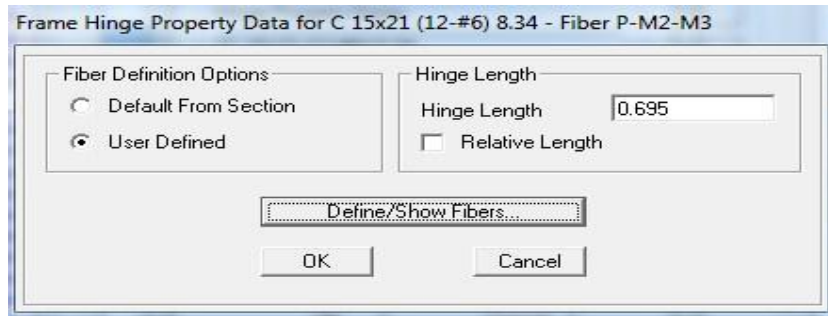 Frame Hinge Property Data for C 15x21 (12-#6) 8.34 - Fiber P-M2-M3
Fiber Definition Options
Default From Section
User Defined
Hinge Length
Hinge Length 0.695
Relative Length
Define/Show Fibers...
OK Cancel